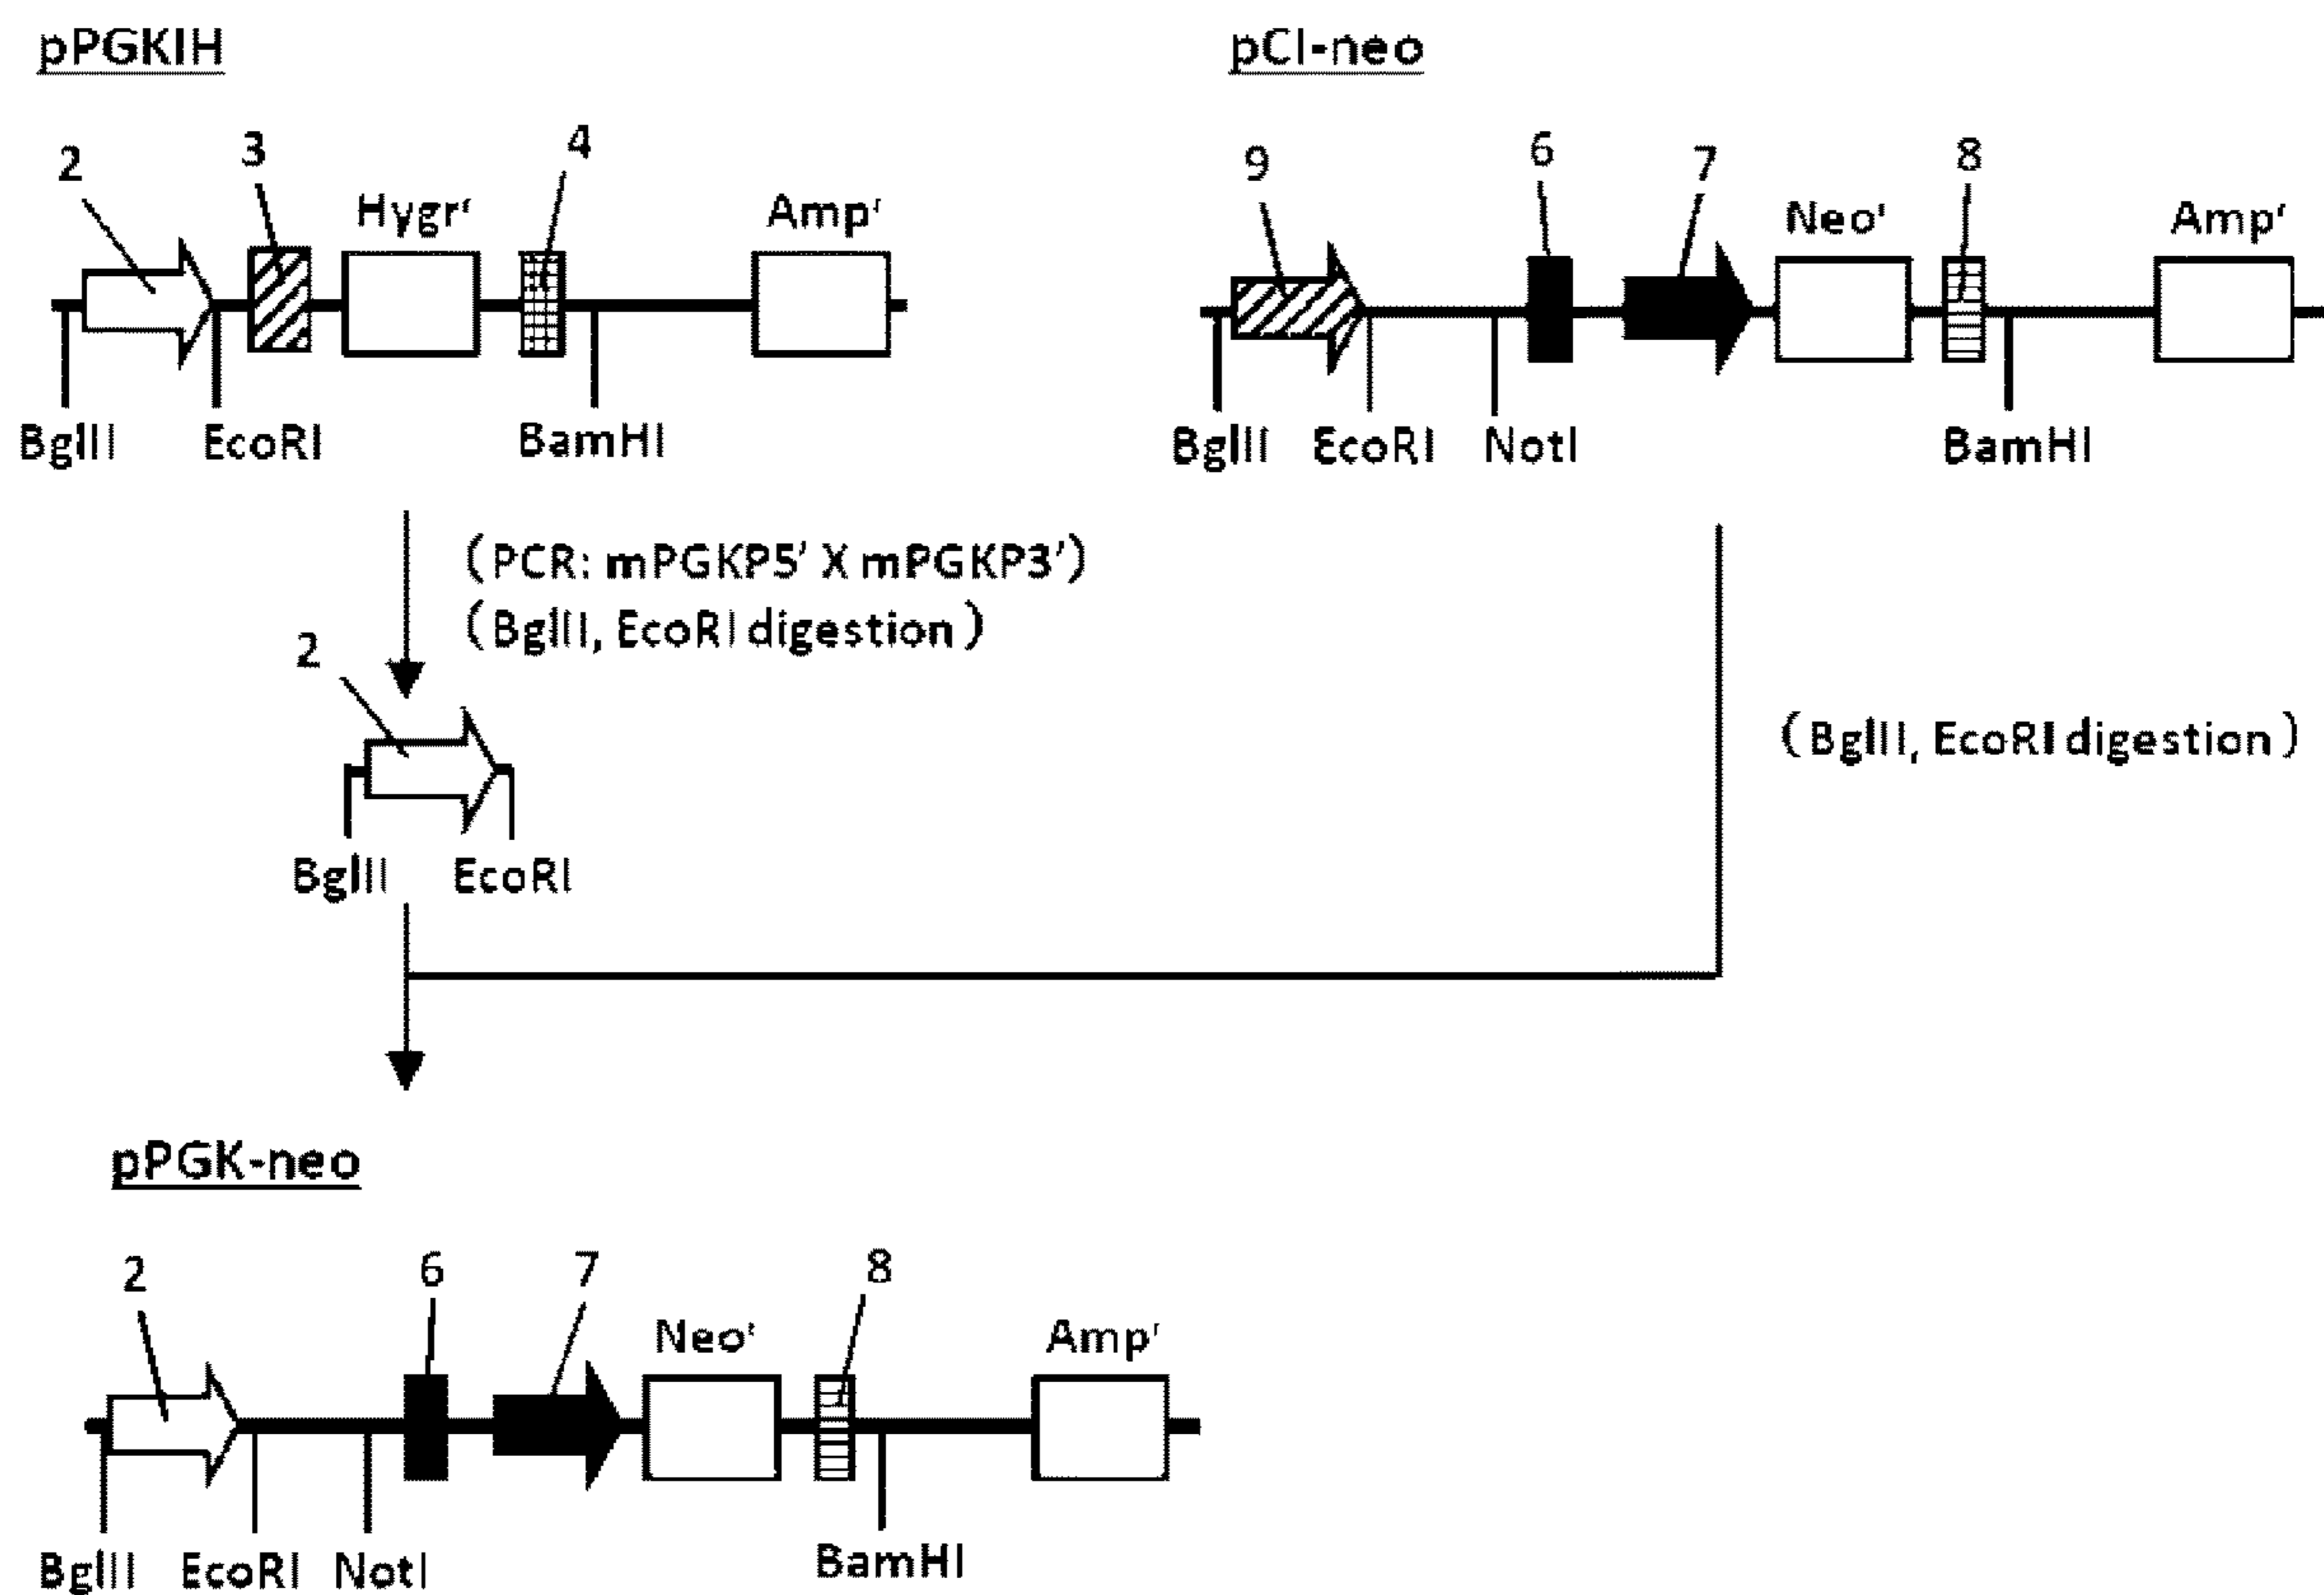 pPGKIH
pCI-neo
2 3 Hygrʳ 4 Ampʳ
9 6 7 Neoʳ 8 Ampʳ
BglII EcoRI BamHI
BglII EcoRI NotI BamHI
(PCR: mPGKP5' X mPGKP3')
(BglII, EcoRI digestion)
2
(BglII, EcoRI digestion)
BglII EcoRI
pPGK-neo
2 6 7 Neoʳ 8 Ampʳ
BglII EcoRI NotI BamHI